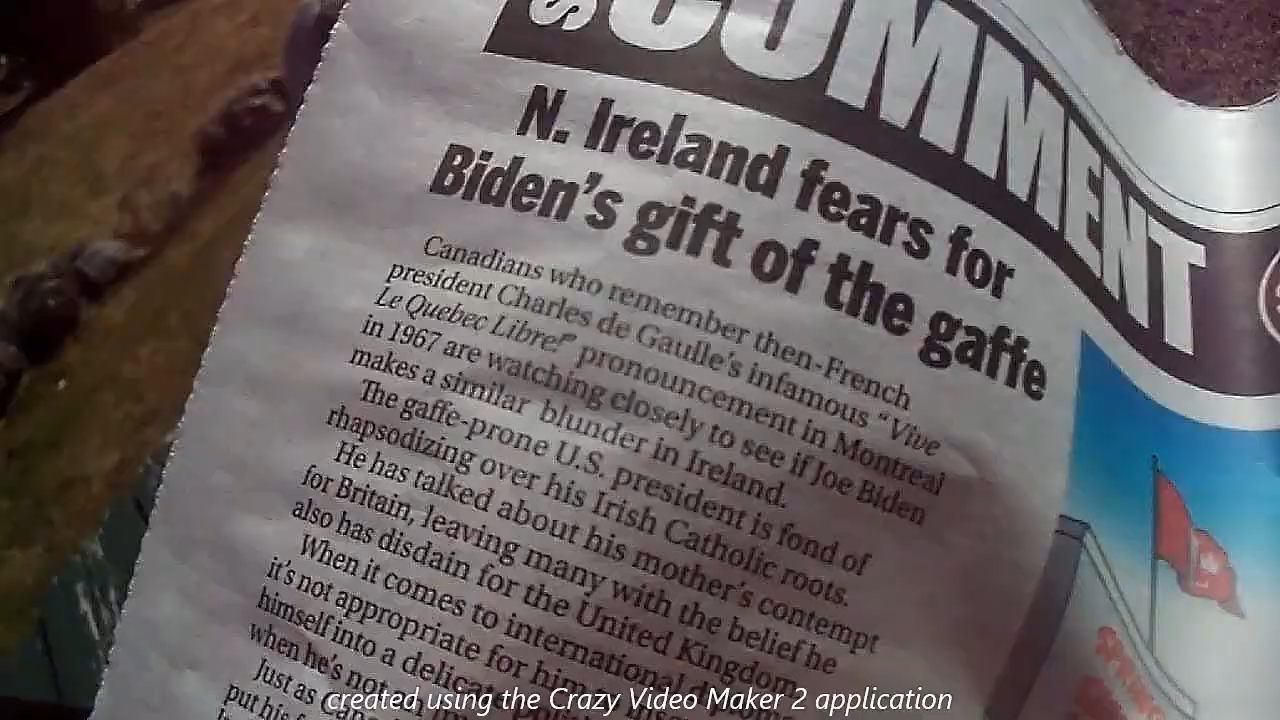 COMMENT
N. Ireland fears for
Biden's gift of the gaffe
Canadians who remember then-French
president Charles de Gaulle's infamous "Vive
Le Quebec Libre!" pronouncement in Montreal
in 1967 are watching closely to see if Joe Biden
makes a similar blunder in Ireland.
The gaffe-prone U.S. president is fond of
rhapsodizing over his Irish Catholic roots.
He has talked about his mother's contempt
for Britain, leaving many with the belief he
also has disdain for the United Kingdom.
When it comes to international
it's not appropriate for him
himself into a delicate
when he's not
Just as
put his
created using the Crazy Video Maker 2 application